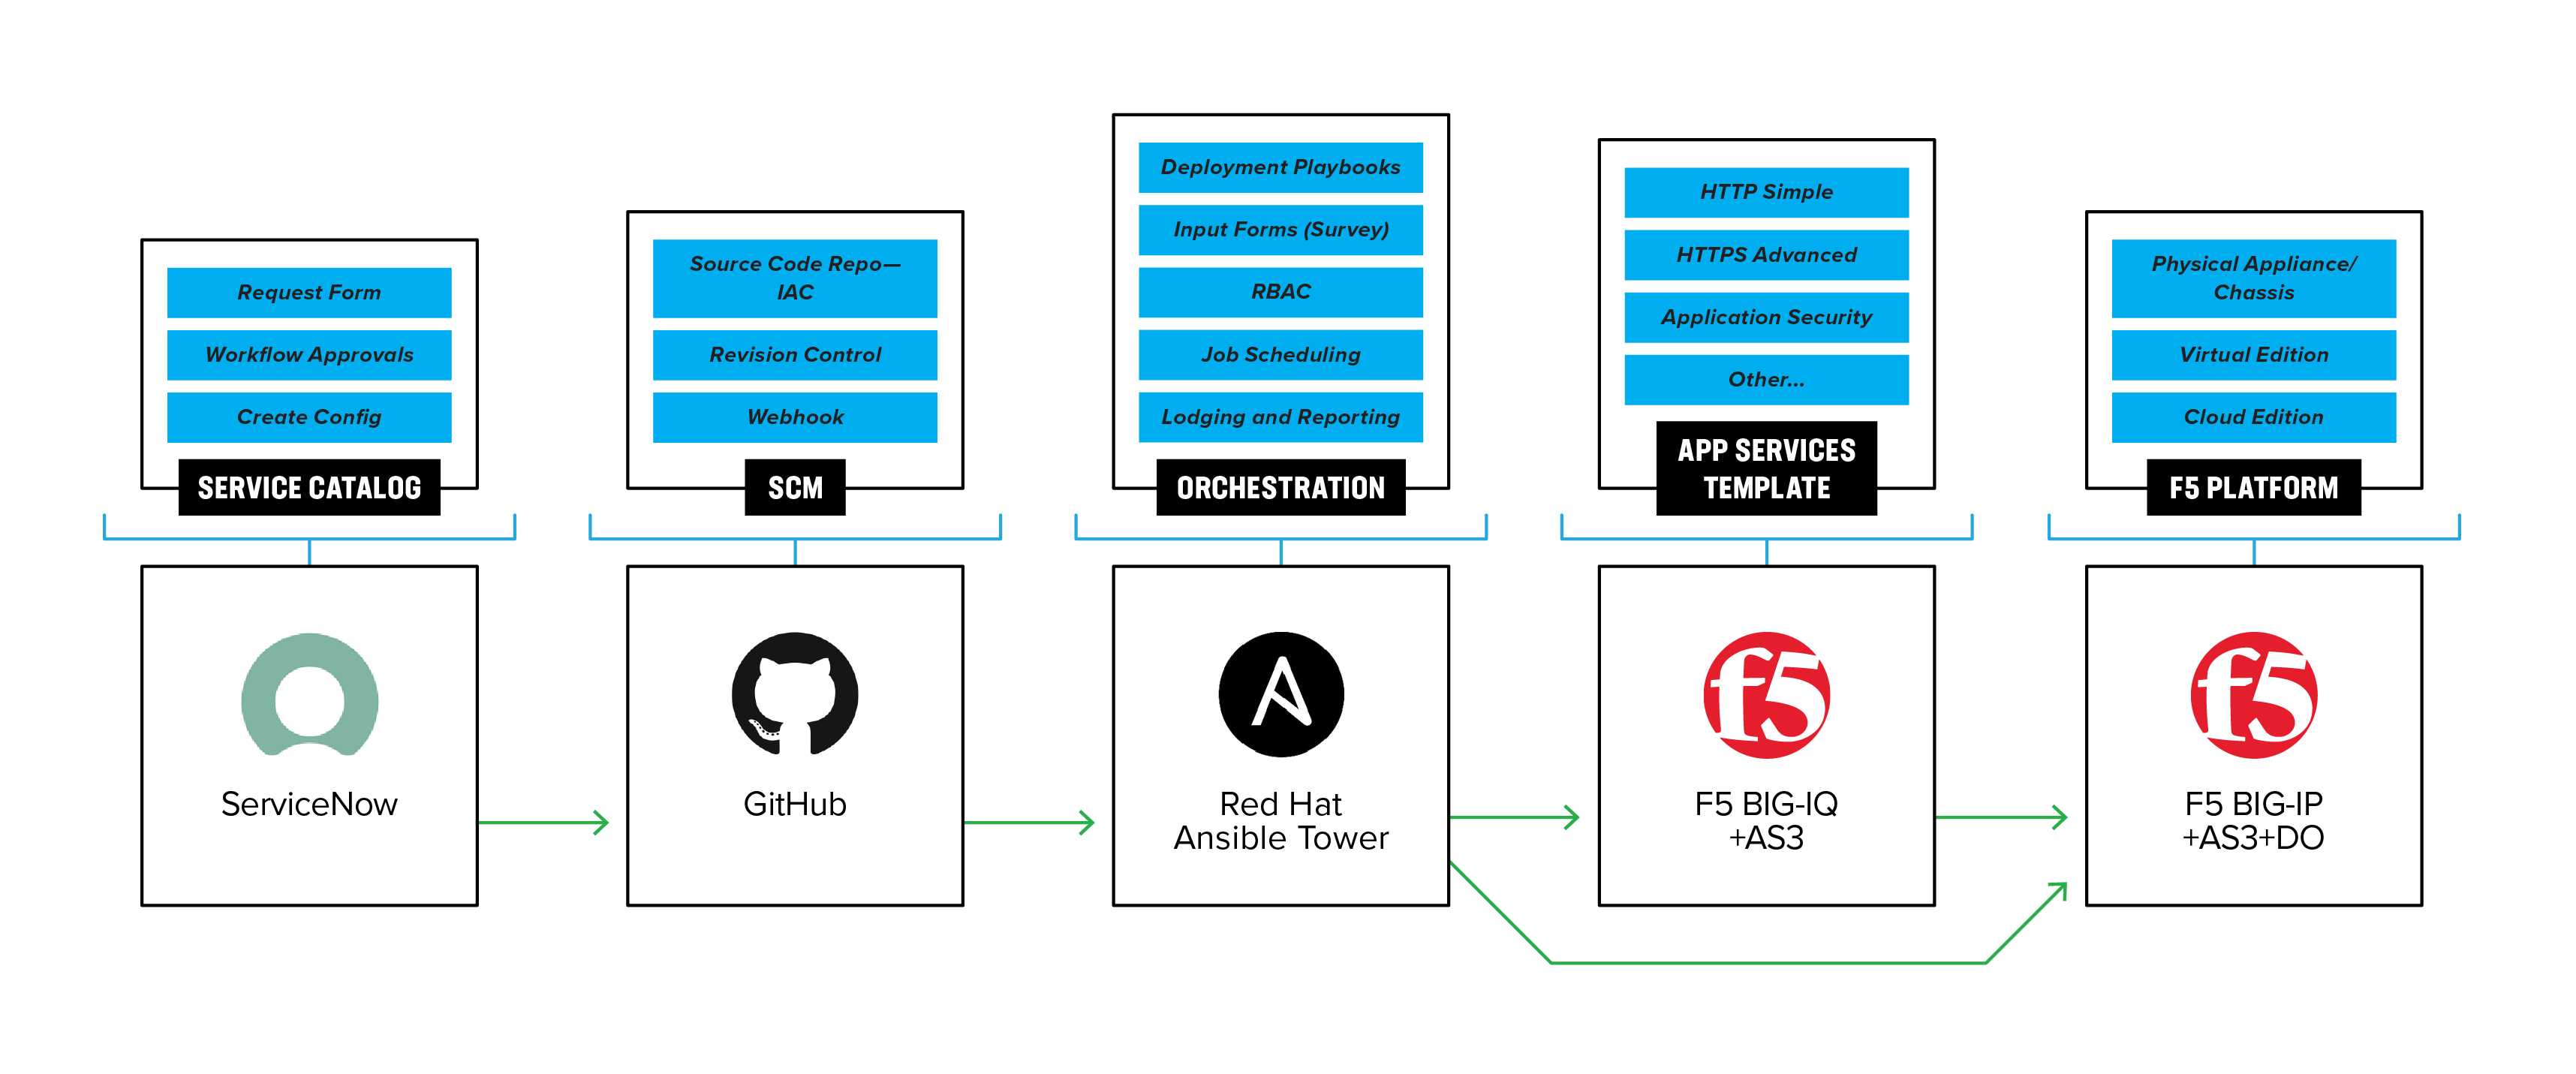 Request Form
Workflow Approvals
Create Config
SERVICE CATALOG
ServiceNow
Source Code Repo—
IAC
Revision Control
Webhook
SCM
GitHub
Deployment Playbooks
Input Forms (Survey)
RBAC
Job Scheduling
Lodging and Reporting
ORCHESTRATION
Red Hat
Ansible Tower
HTTP Simple
HTTPS Advanced
Application Security
Other...
APP SERVICES
TEMPLATE
f5
F5 BIG-IQ
+AS3
Physical Appliance/
Chassis
Virtual Edition
Cloud Edition
F5 PLATFORM
f5
F5 BIG-IP
+AS3+DO